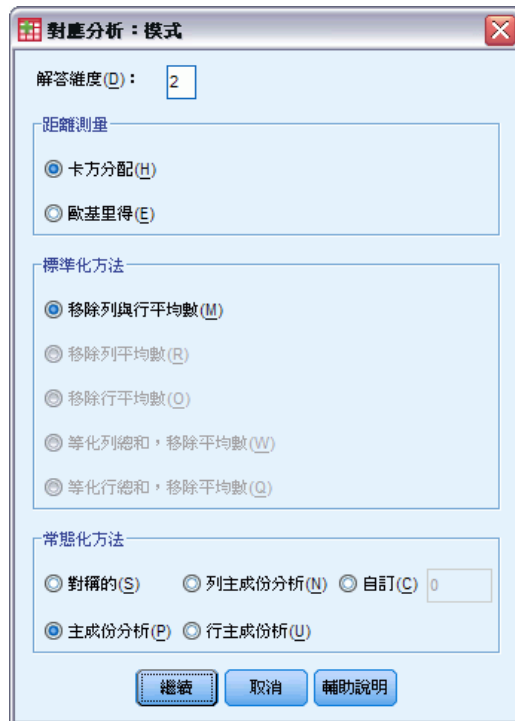 對應分析：模式
解答維度(D)： 2
距離測量
卡方分配(H)
歐基里得(E)
標準化方法
移除列與行平均數(M)
移除列平均數(R)
移除行平均數(O)
等化列總和，移除平均數(W)
等化行總和，移除平均數(Q)
常態化方法
對稱的(S) 列主成份分析(N) 自訂(C) 0
主成份分析(P) 行主成份析(U)
繼續 取消 輔助說明